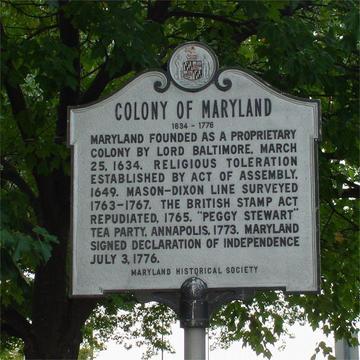 COLONY OF MARYLAND
1634 - 1776
MARYLAND FOUNDED AS A PROPRIETARY
COLONY BY LORD BALTIMORE, MARCH
25, 1634. RELIGIOUS TOLERATION
ESTABLISHED BY ACT OF ASSEMBLY,
1649. MASON-DIXON LINE SURVEYED
1763-1767. THE BRITISH STAMP ACT
REPUDIATED, 1765. "PEGGY STEWART"
TEA PARTY, ANNAPOLIS, 1773. MARYLAND
SIGNED DECLARATION OF INDEPENDENCE
JULY 3, 1776.
MARYLAND HISTORICAL SOCIETY